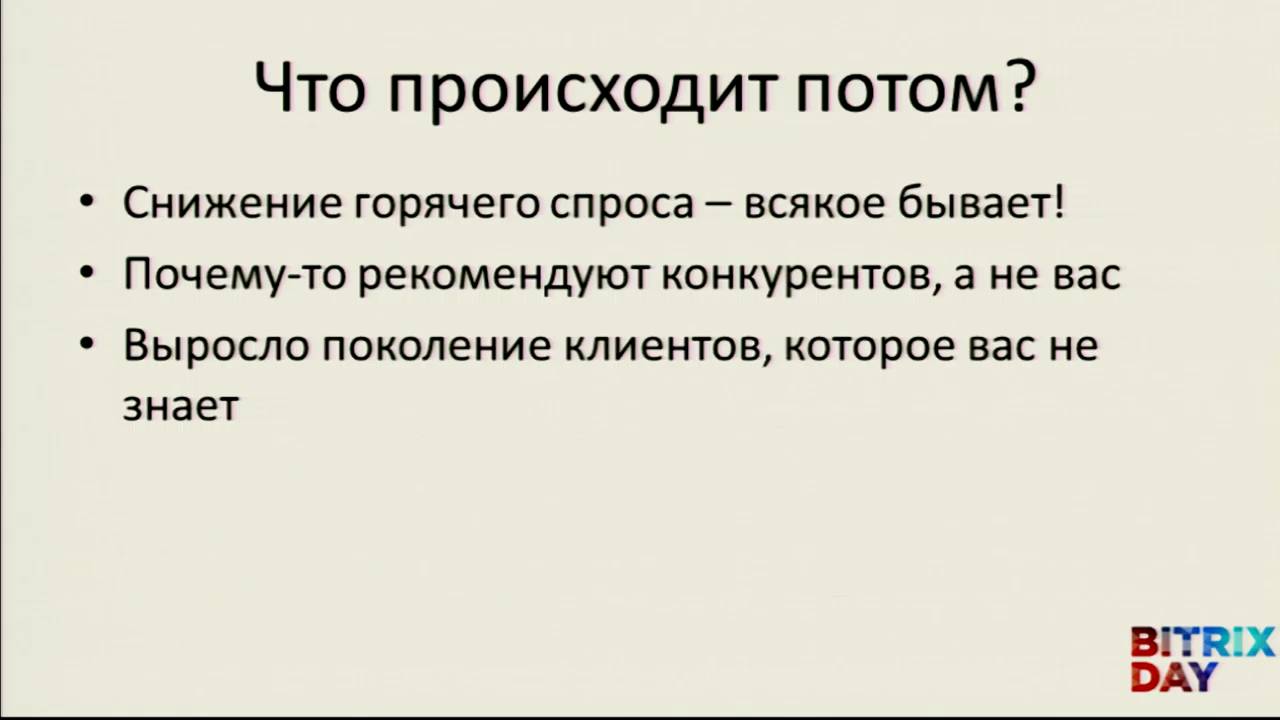 Что происходит потом?
• Снижение горячего спроса – всякое бывает!
• Почему-то рекомендуют конкурентов, а не вас
• Выросло поколение клиентов, которое вас не
знает
BITRIX
DAY